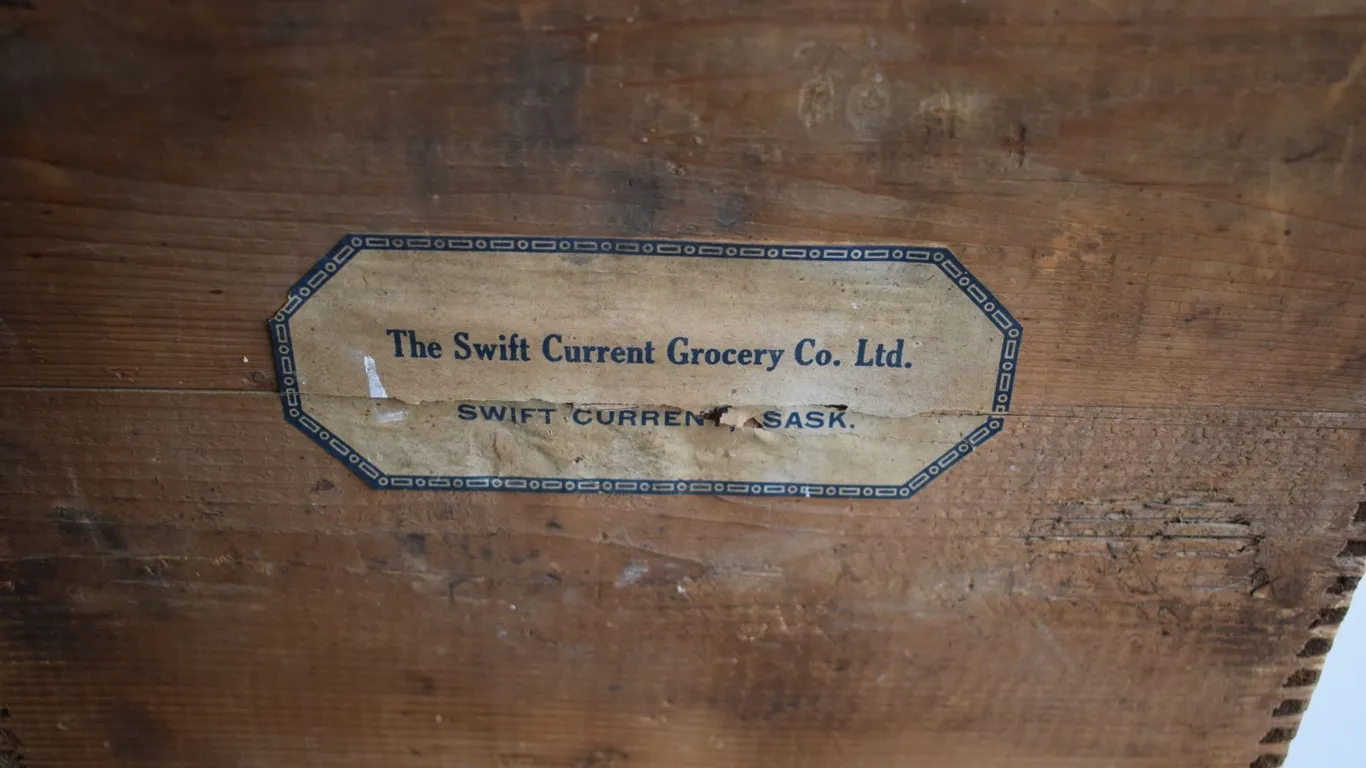 The Swift Current Grocery Co. Ltd.
SWIFT CURRENT, SASK.